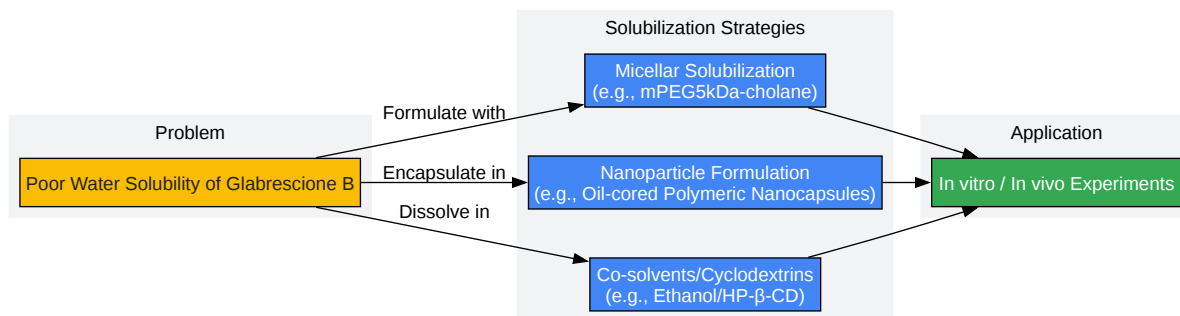 Problem
Poor Water Solubility of Glabrescione B
Formulate with
Encapsulate in
Dissolve in
Solubilization Strategies
Micellar Solubilization
(e.g., mPEG5kDa-cholane)
Nanoparticle Formulation
(e.g., Oil-cored Polymeric Nanocapsules)
Co-solvents/Cyclodextrins
(e.g., Ethanol/HP-β-CD)
Application
In vitro / In vivo Experiments